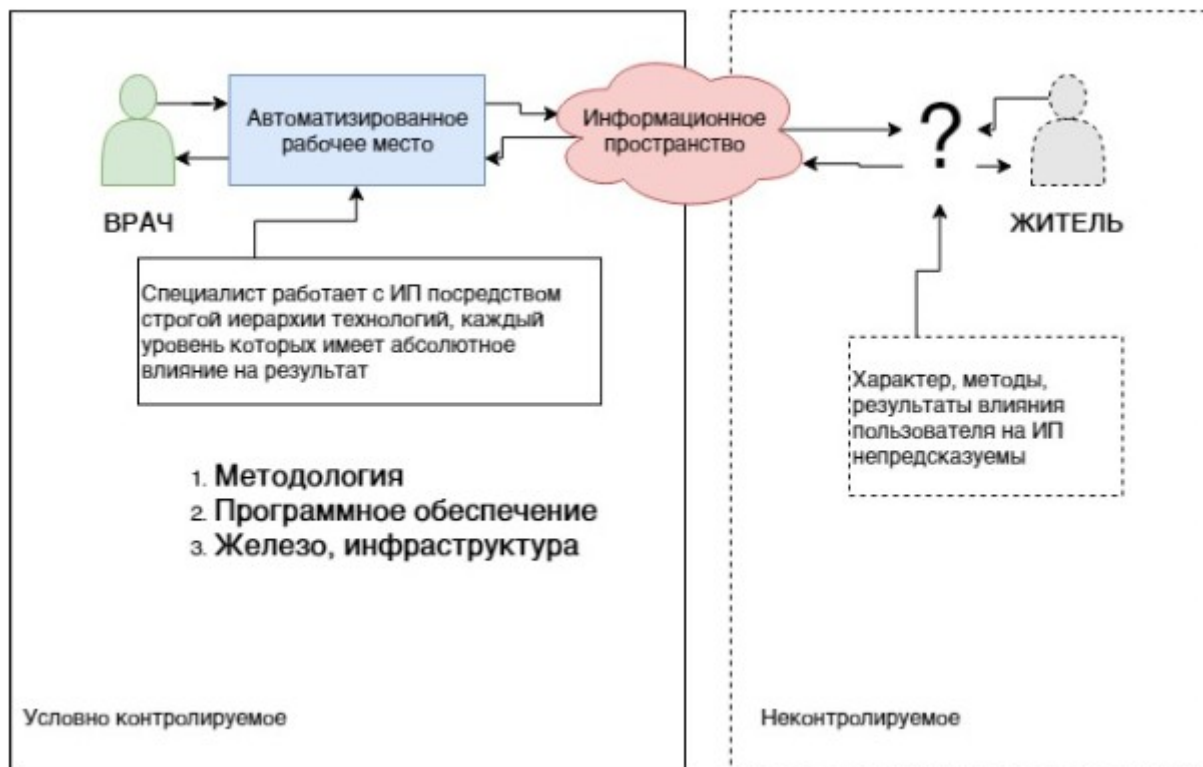 Автоматизированное
рабочее место
Информационное
пространство
?
ВРАЧ
ЖИТЕЛЬ
Специалист работает с ИП посредством
строгой иерархии технологий, каждый
уровень которых имеет абсолютное
влияние на результат
Характер, методы,
результаты влияния
пользователя на ИП
непредсказуемы
1. Методология
2. Программное обеспечение
3. Железо, инфраструктура
Условно контролируемое
Неконтролируемое